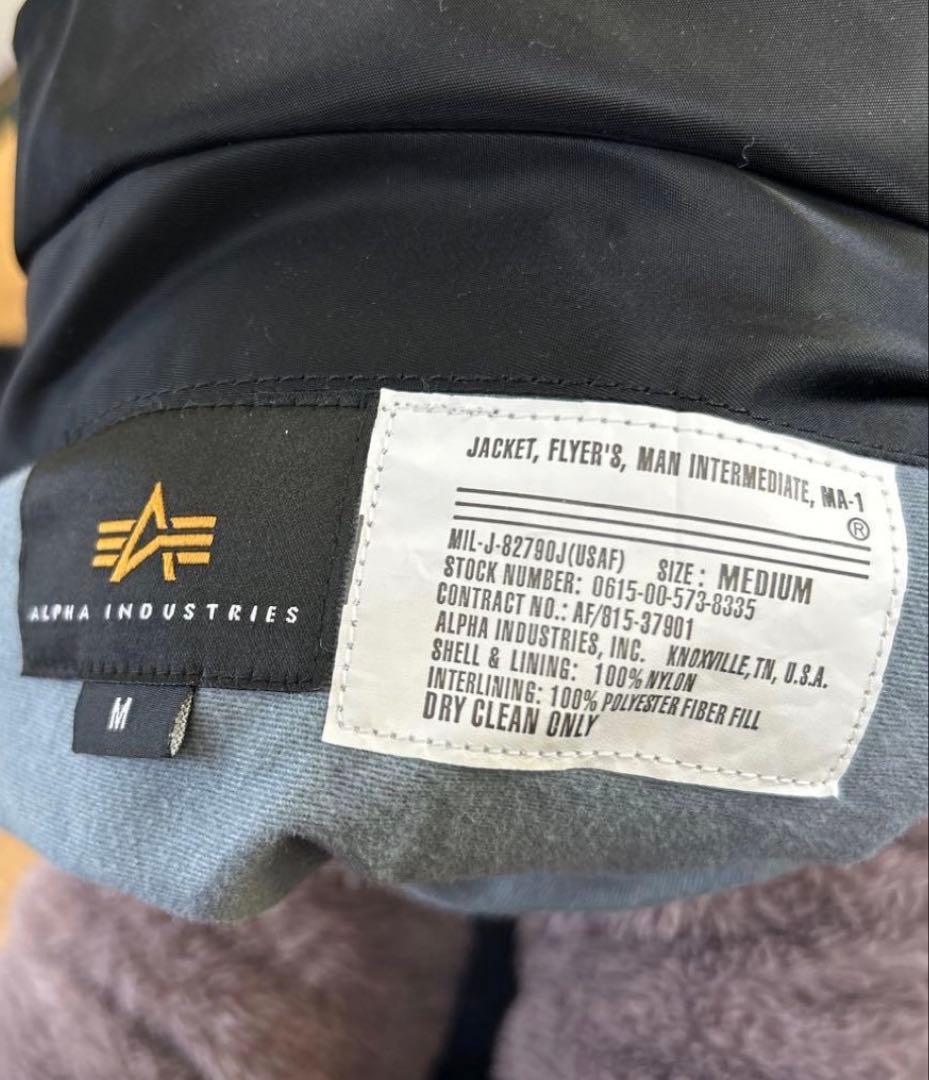 ALPHA INDUSTRIES
M
JACKET, FLYER'S, MAN INTERMEDIATE, MA-1
®
MIL-J-82790J(USAF) SIZE: MEDIUM
STOCK NUMBER: 0615-00-573-8335
CONTRACT NO.: AF/815-37901
ALPHA INDUSTRIES, INC. KNOXVILLE, TN, U.S.A.
SHELL & LINING: 100% NYLON
INTERLINING: 100% POLYESTER FIBER FILL
DRY CLEAN ONLY